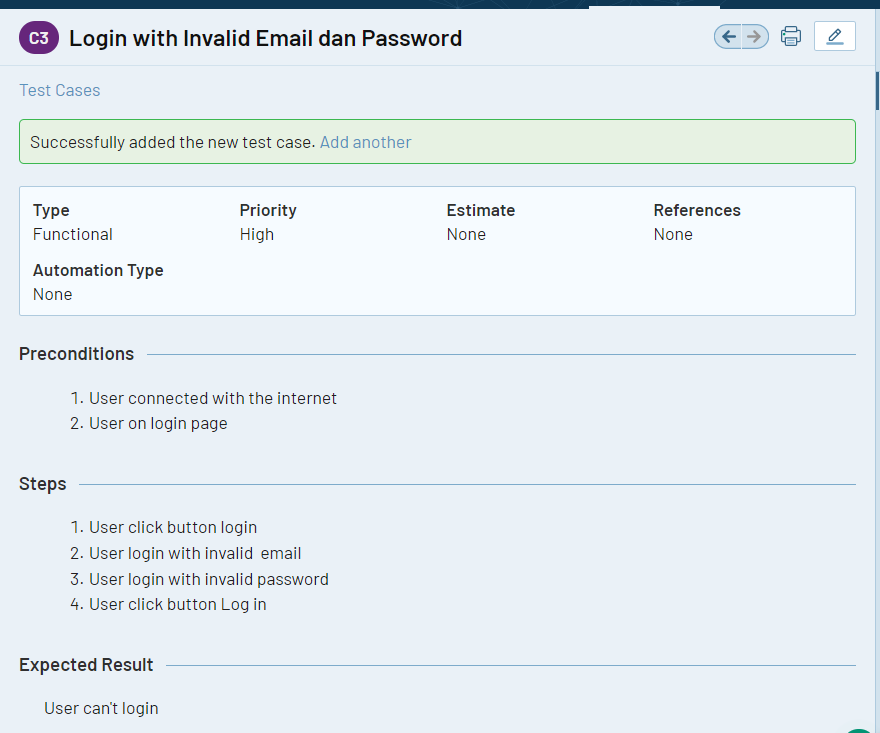 C3 Login with Invalid Email dan Password
Test Cases
Successfully added the new test case. Add another
Type Priority Estimate References
Functional High None None
Automation Type
None
Preconditions
1. User connected with the internet
2. User on login page
Steps
1. User click button login
2. User login with invalid  email
3. User login with invalid password
4. User click button Log in
Expected Result
User can't login